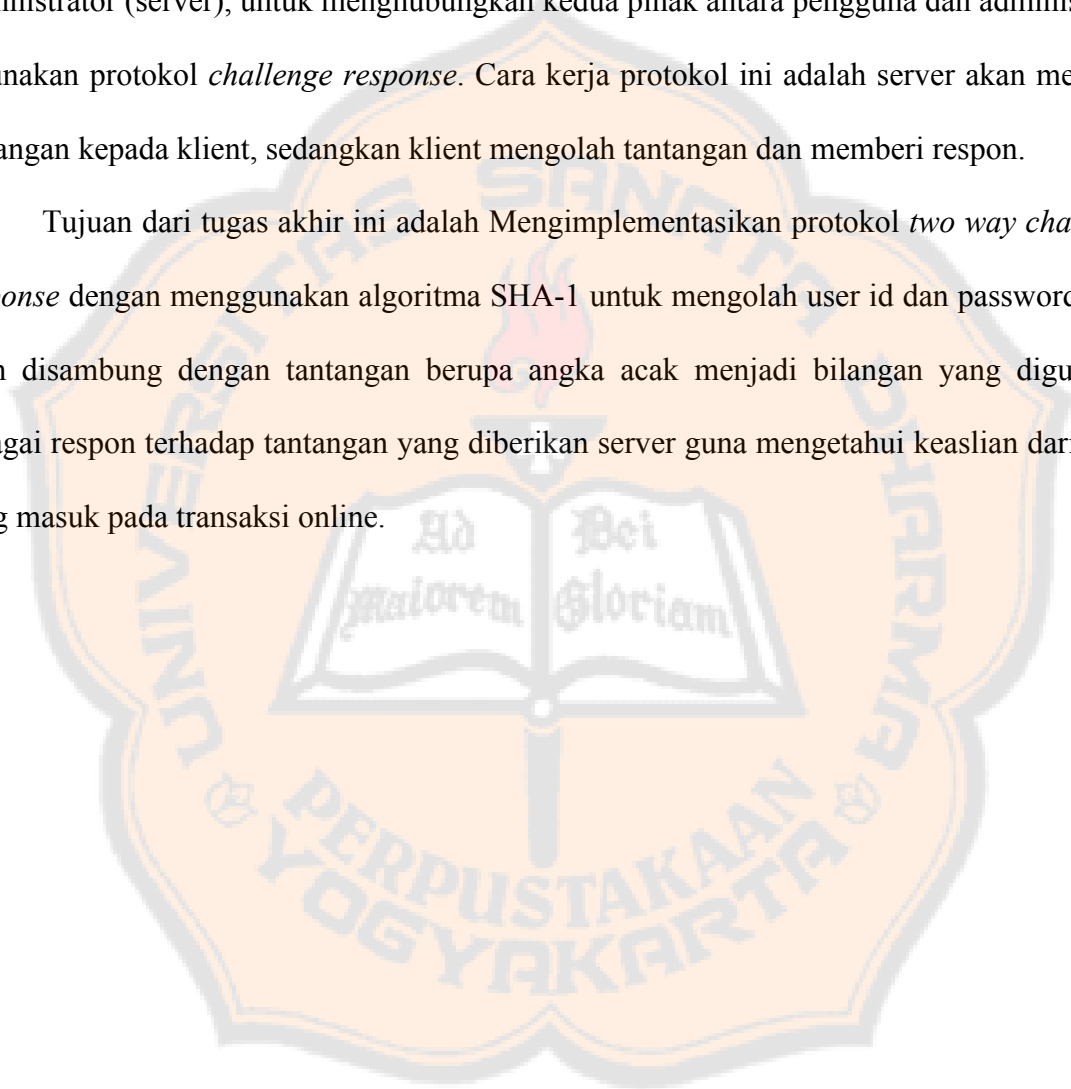 ministrator (server), untuk menghubungkan kedua pihak antara pengguna dan adminis
unakan protokol challenge response. Cara kerja protokol ini adalah server akan me
angan kepada klient, sedangkan klient mengolah tantangan dan memberi respon.
Tujuan dari tugas akhir ini adalah Mengimplementasikan protokol two way cha
onse dengan menggunakan algoritma SHA-1 untuk mengolah user id dan password
n disambung dengan tantangan berupa angka acak menjadi bilangan yang digu
agai respon terhadap tantangan yang diberikan server guna mengetahui keaslian dari
g masuk pada transaksi online.
UNIVERSITAS SANATA DHARMA
Ad Maiorem
Dei Gloriam
PERPUSTAKAAN
YOGYAKARTA